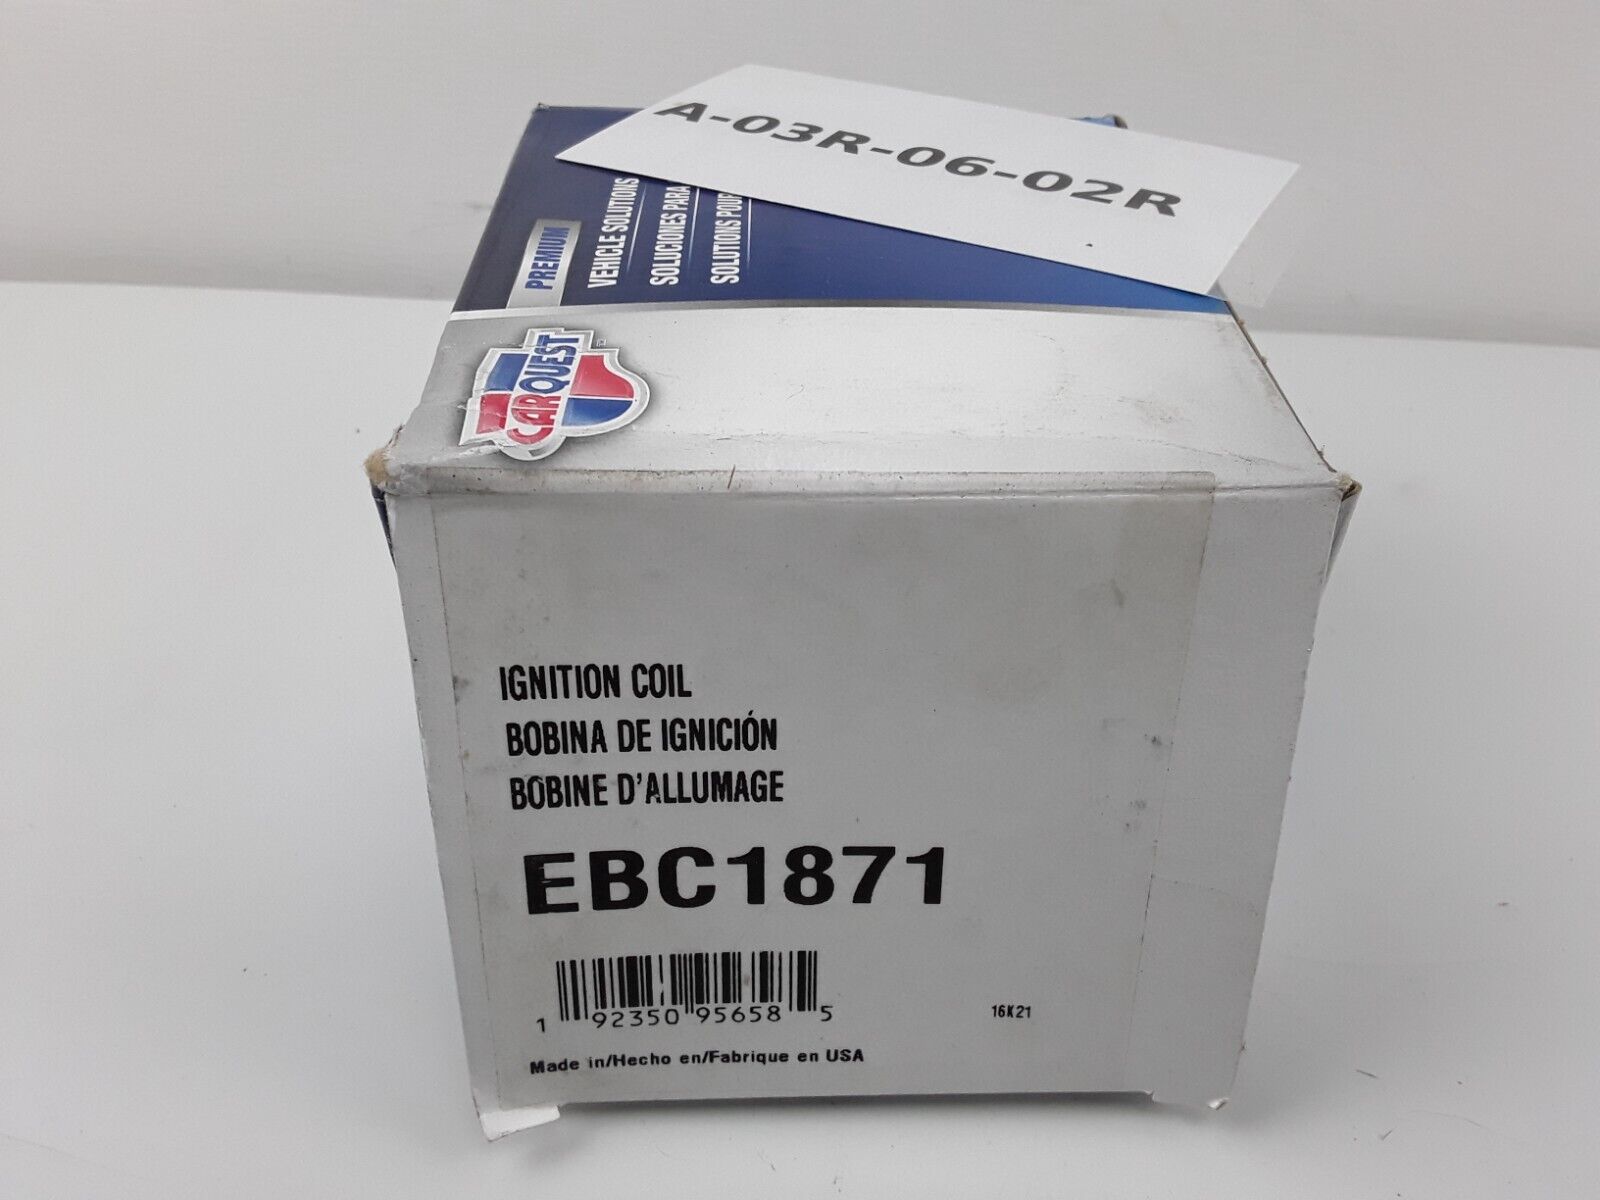 A-03R-06-02R
PREMIUM
VEHICLE SOLUTIONS
SOLUCIONES PARA
SOLUTIONS POUR
CARQUEST
IGNITION COIL
BOBINA DE IGNICIÓN
BOBINE D'ALLUMAGE
EBC1871
1 92350 95658 5
16K21
Made in/Hecho en/Fabrique en USA